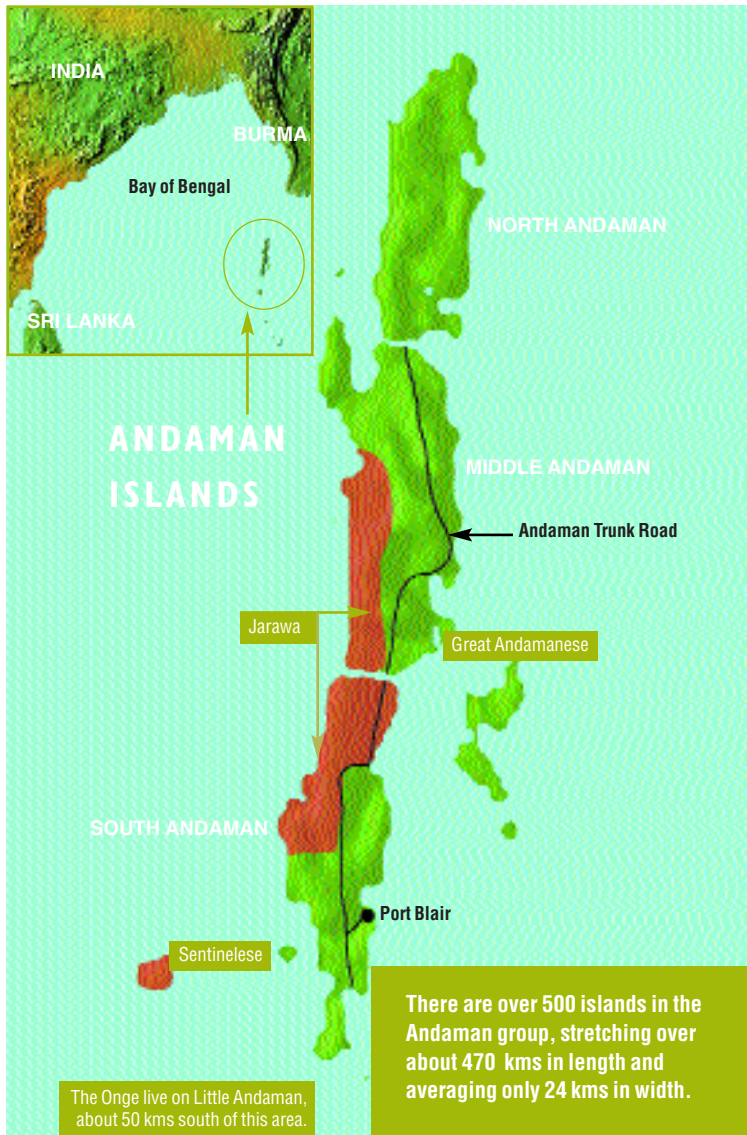 INDIA
BURMA
Bay of Bengal
SRI LANKA
NORTH ANDAMAN
ANDAMAN
ISLANDS
MIDDLE ANDAMAN
Andaman Trunk Road
Jarawa
Great Andamanese
SOUTH ANDAMAN
Port Blair
Sentinelese
There are over 500 islands in the
Andaman group, stretching over
about 470 kms in length and
averaging only 24 kms in width.
The Onge live on Little Andaman,
about 50 kms south of this area.